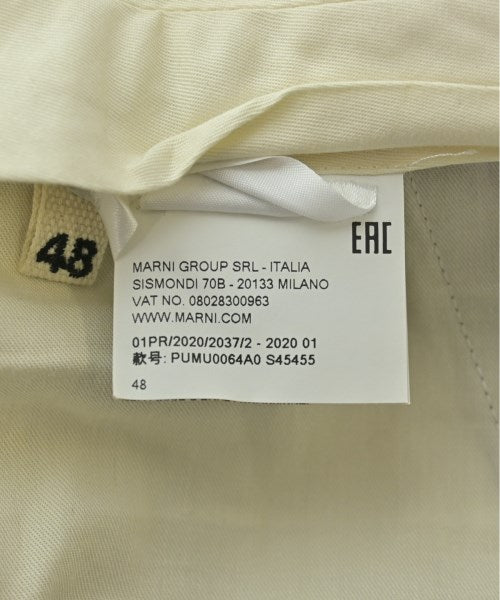 48
EAC
MARNI GROUP SRL - ITALIA
SISMONDI 70B - 20133 MILANO
VAT NO. 08028300963
WWW.MARNI.COM
01PR/2020/2037/2 - 2020 01
款号: PUMU0064A0 S45455
48